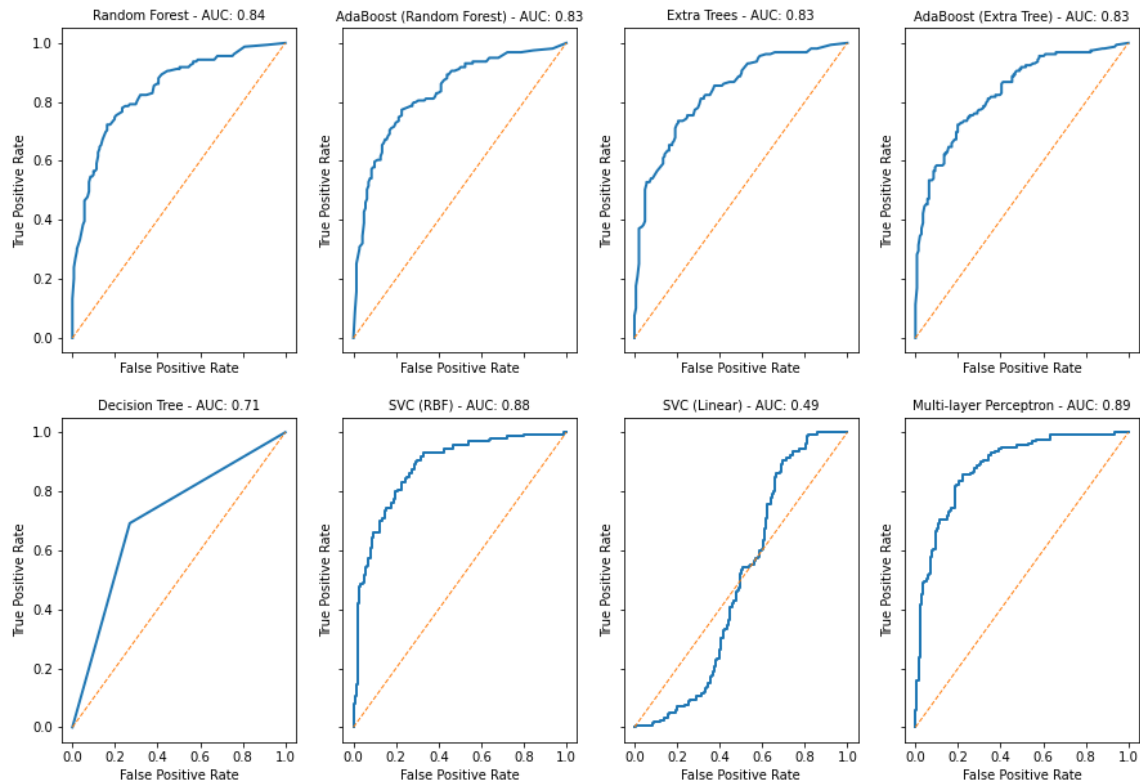 Random Forest - AUC: 0.84
AdaBoost (Random Forest) - AUC: 0.83
Extra Trees - AUC: 0.83
AdaBoost (Extra Tree) - AUC: 0.83
1.0
0.8
0.6
0.4
0.2
0.0
True Positive Rate
True Positive Rate
True Positive Rate
True Positive Rate
False Positive Rate
False Positive Rate
False Positive Rate
False Positive Rate
Decision Tree - AUC: 0.71
SVC (RBF) - AUC: 0.88
SVC (Linear) - AUC: 0.49
Multi-layer Perceptron - AUC: 0.89
1.0
0.8
0.6
0.4
0.2
0.0
True Positive Rate
True Positive Rate
True Positive Rate
True Positive Rate
0.0 0.2 0.4 0.6 0.8 1.0
0.0 0.2 0.4 0.6 0.8 1.0
0.0 0.2 0.4 0.6 0.8 1.0
0.0 0.2 0.4 0.6 0.8 1.0
False Positive Rate
False Positive Rate
False Positive Rate
False Positive Rate